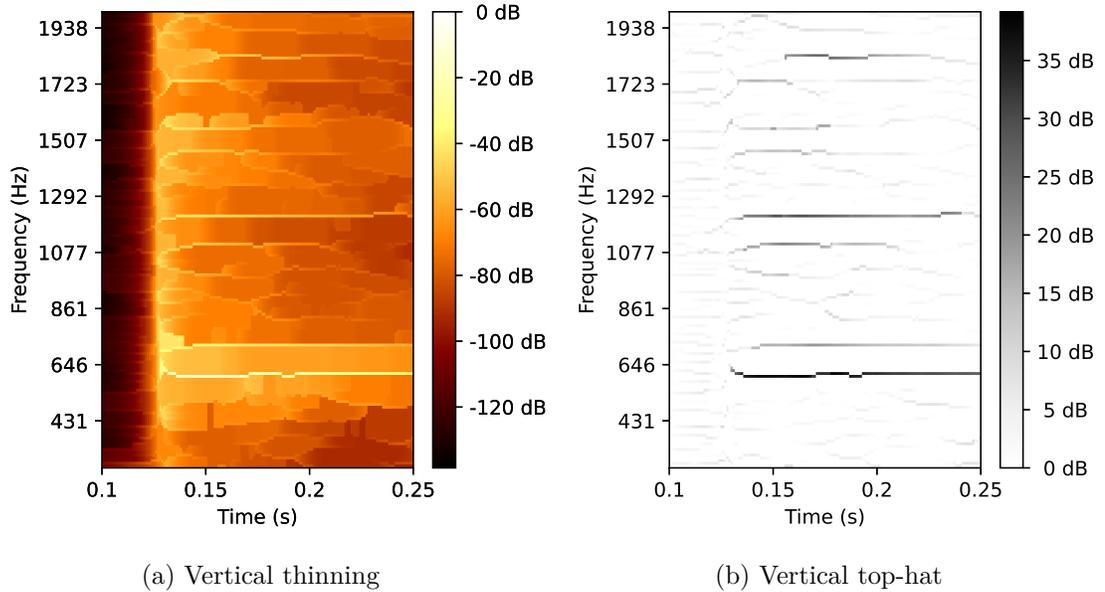 1938
1723
1507
1292
1077
861
646
431
Frequency (Hz)
0.1 0.15 0.2 0.25
Time (s)
0 dB
-20 dB
-40 dB
-60 dB
-80 dB
-100 dB
-120 dB
(a) Vertical thinning
1938
1723
1507
1292
1077
861
646
431
Frequency (Hz)
0.1 0.15 0.2 0.25
Time (s)
35 dB
30 dB
25 dB
20 dB
15 dB
10 dB
5 dB
0 dB
(b) Vertical top-hat